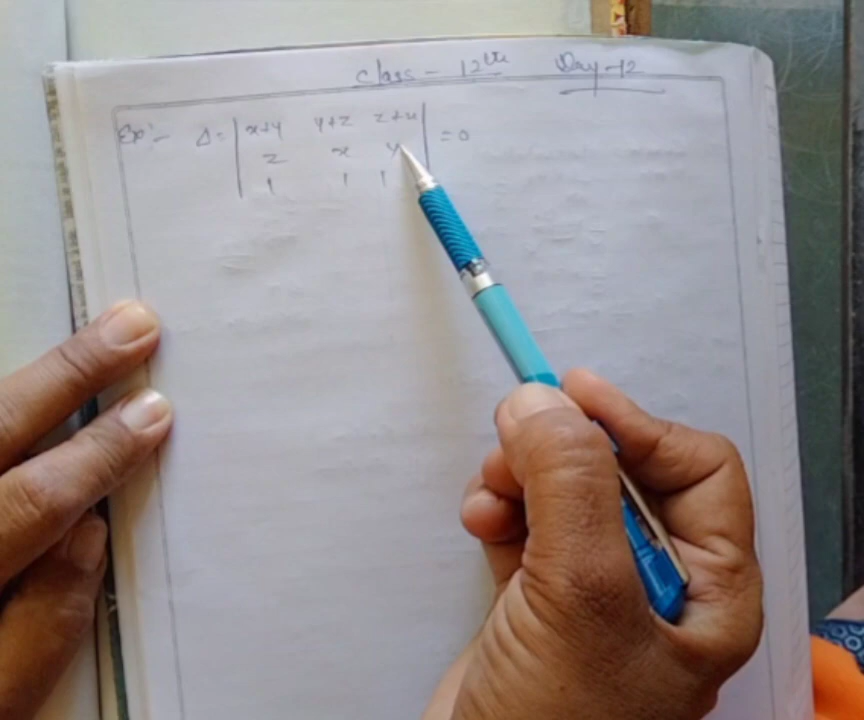 Class - 12th Day-12
Ex:- Δ = | x+y y+z z+x | = 0
z x y
1 1 1